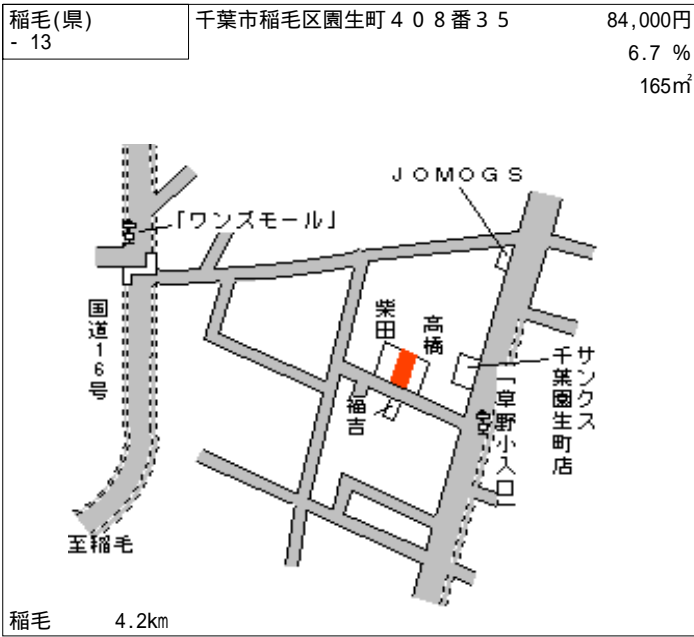 稲毛(県)
- 13
千葉市稲毛区園生町４０８番３５
84,000円
6.7 %
165㎡
ＪＯＭＯＧＳ
「ワンズモール」
国道16号
柴田
高橋
福吉
サンクス
千葉園生町店
「草野小入口」
至稲毛
稲毛 4.2km